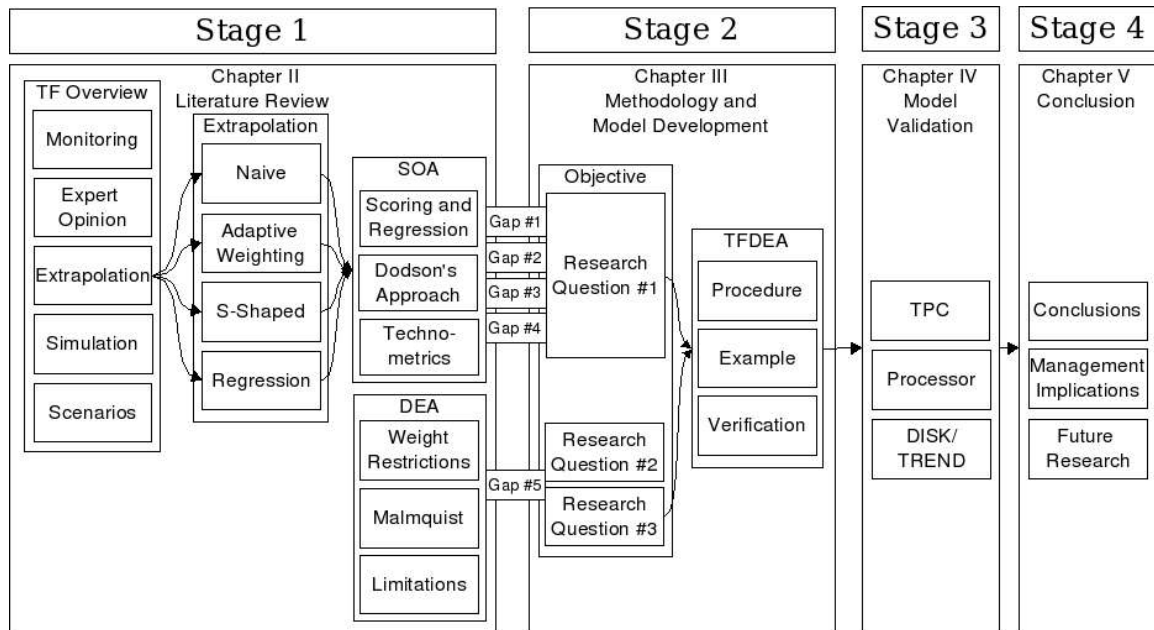 Stage 1
Stage 2
Stage 3
Stage 4
Chapter II
Literature Review
TF Overview
Monitoring
Expert
Opinion
Extrapolation
Simulation
Scenarios
Extrapolation
Naive
Adaptive
Weighting
S-Shaped
Regression
SOA
Scoring and
Regression
Dodson's
Approach
Techno-
metrics
DEA
Weight
Restrictions
Malmquist
Limitations
Gap #1
Gap #2
Gap #3
Gap #4
Gap #5
Chapter III
Methodology and
Model Development
Objective
Research
Question #1
Research
Question #2
Research
Question #3
TFDEA
Procedure
Example
Verification
Chapter IV
Model
Validation
TPC
Processor
DISK/
TREND
Chapter V
Conclusion
Conclusions
Management
Implications
Future
Research